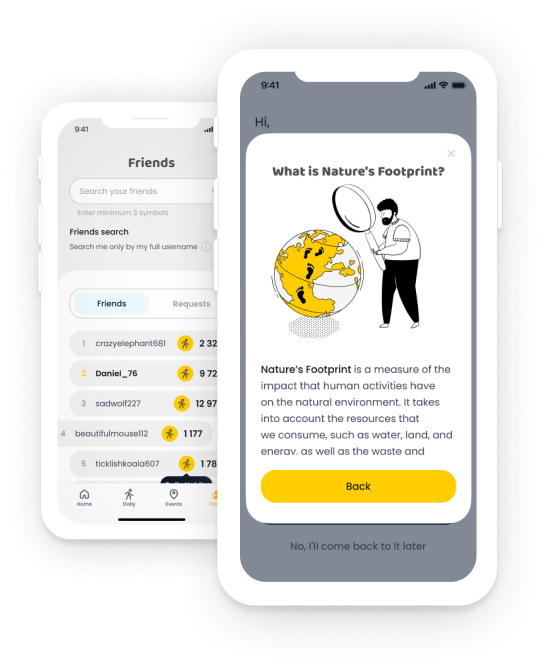 9:41
Friends
Search your friends
Enter minimum 3 symbols
Friends search
Search me only by my full username
Friends Requests
1 crazyelephant681 2 32
2 Daniel_76 9 72
3 sadwolf227 12 97
4 beautifulmouse112 1 177
5 ticklishkoala607 1 78
Home Daily Events
9:41
Hi,
What is Nature's Footprint?
Nature's Footprint is a measure of the
impact that human activities have
on the natural environment. It takes
into account the resources that
we consume, such as water, land, and
energy, as well as the waste and
Back
No, I'll come back to it later